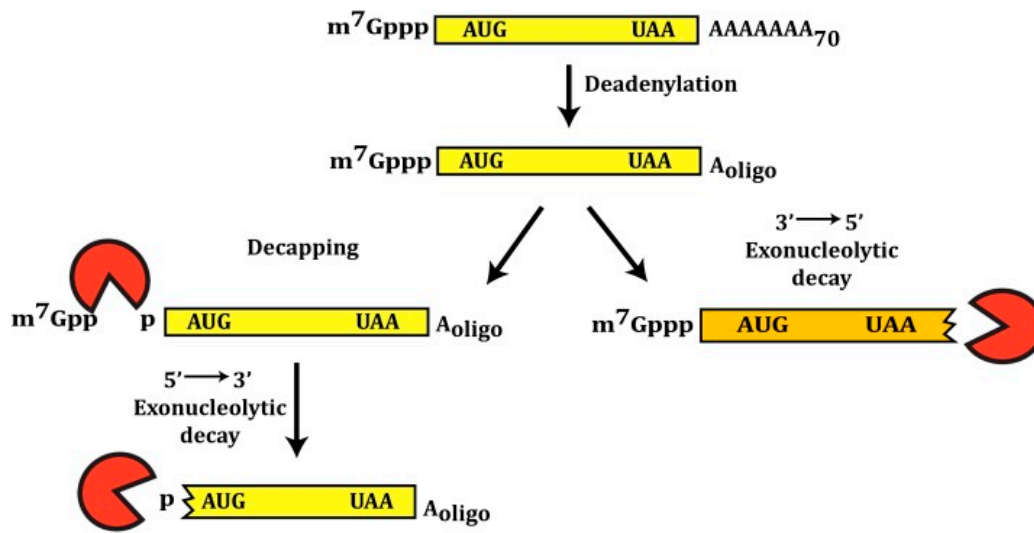 m⁷Gppp AUG UAA AAAAAAA₇₀
Deadenylation
m⁷Gppp AUG UAA Aoligo
3’ → 5’
Exonucleolytic
decay
Decapping
m⁷Gpp p AUG UAA Aoligo
m⁷Gppp AUG UAA
5’ → 3’
Exonucleolytic
decay
p AUG UAA Aoligo